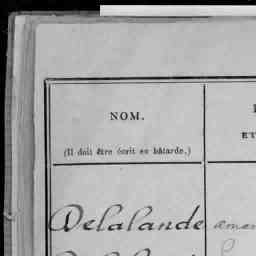 NOM.
(Il doit être écrit en bâtarde.)
Delalande